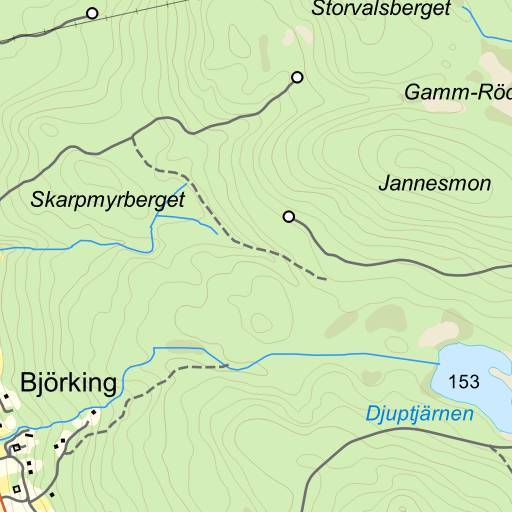 Storvalsberget
Gamm-Röd
Jannesmon
Skarpmyrberget
Björking
153
Djuptjärnen